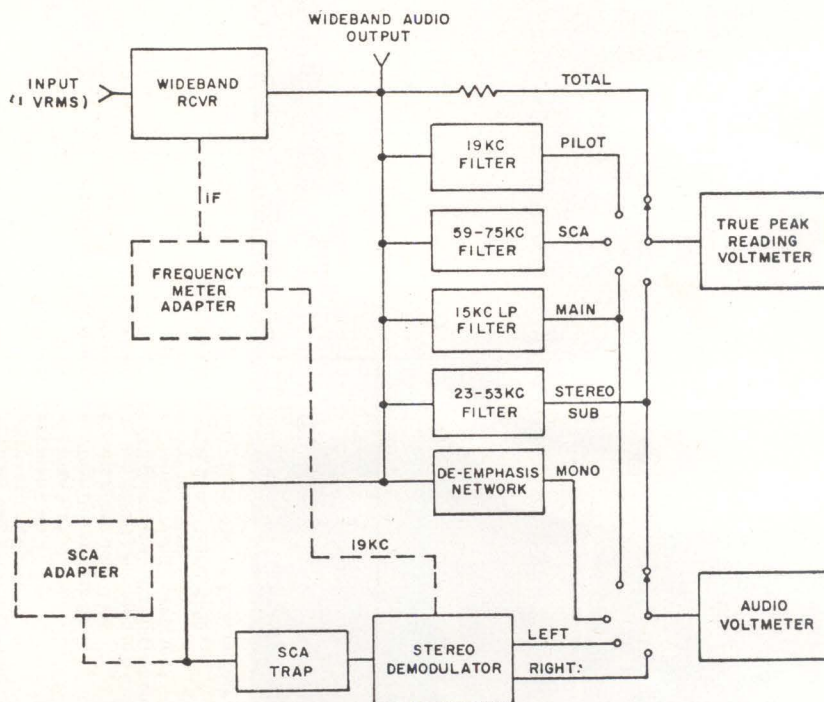 WIDEBAND AUDIO
OUTPUT
INPUT
(1 VRMS)
WIDEBAND
RCVR
TOTAL
19KC
FILTER
PILOT
IF
59-75KC
FILTER
SCA
TRUE PEAK
READING
VOLTMETER
FREQUENCY
METER
ADAPTER
15KC LP
FILTER
MAIN
23-53KC
FILTER
STEREO
SUB
DE-EMPHASIS
NETWORK
MONO
SCA
ADAPTER
19KC
AUDIO
VOLTMETER
SCA
TRAP
STEREO
DEMODULATOR
LEFT
RIGHT